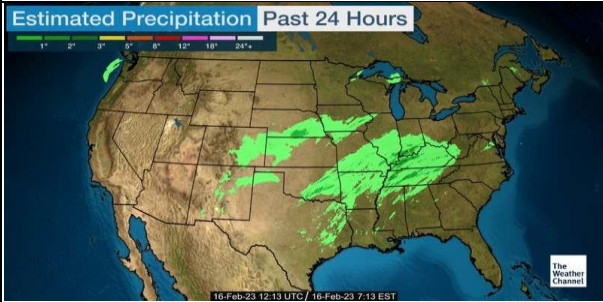 Estimated Precipitation Past 24 Hours
1" 2" 3" 5" 8" 12" 18" 24"+
The
Weather
Channel
16-Feb-23 12:13 UTC / 16-Feb-23 7:13 EST